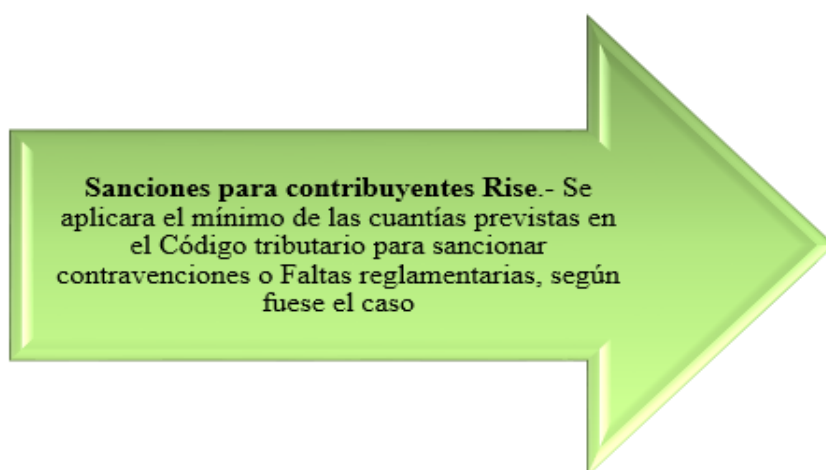 Sanciones para contribuyentes Rise.- Se
aplicara el mínimo de las cuantías previstas en
el Código tributario para sancionar
contravenciones o Faltas reglamentarias, según
fuese el caso